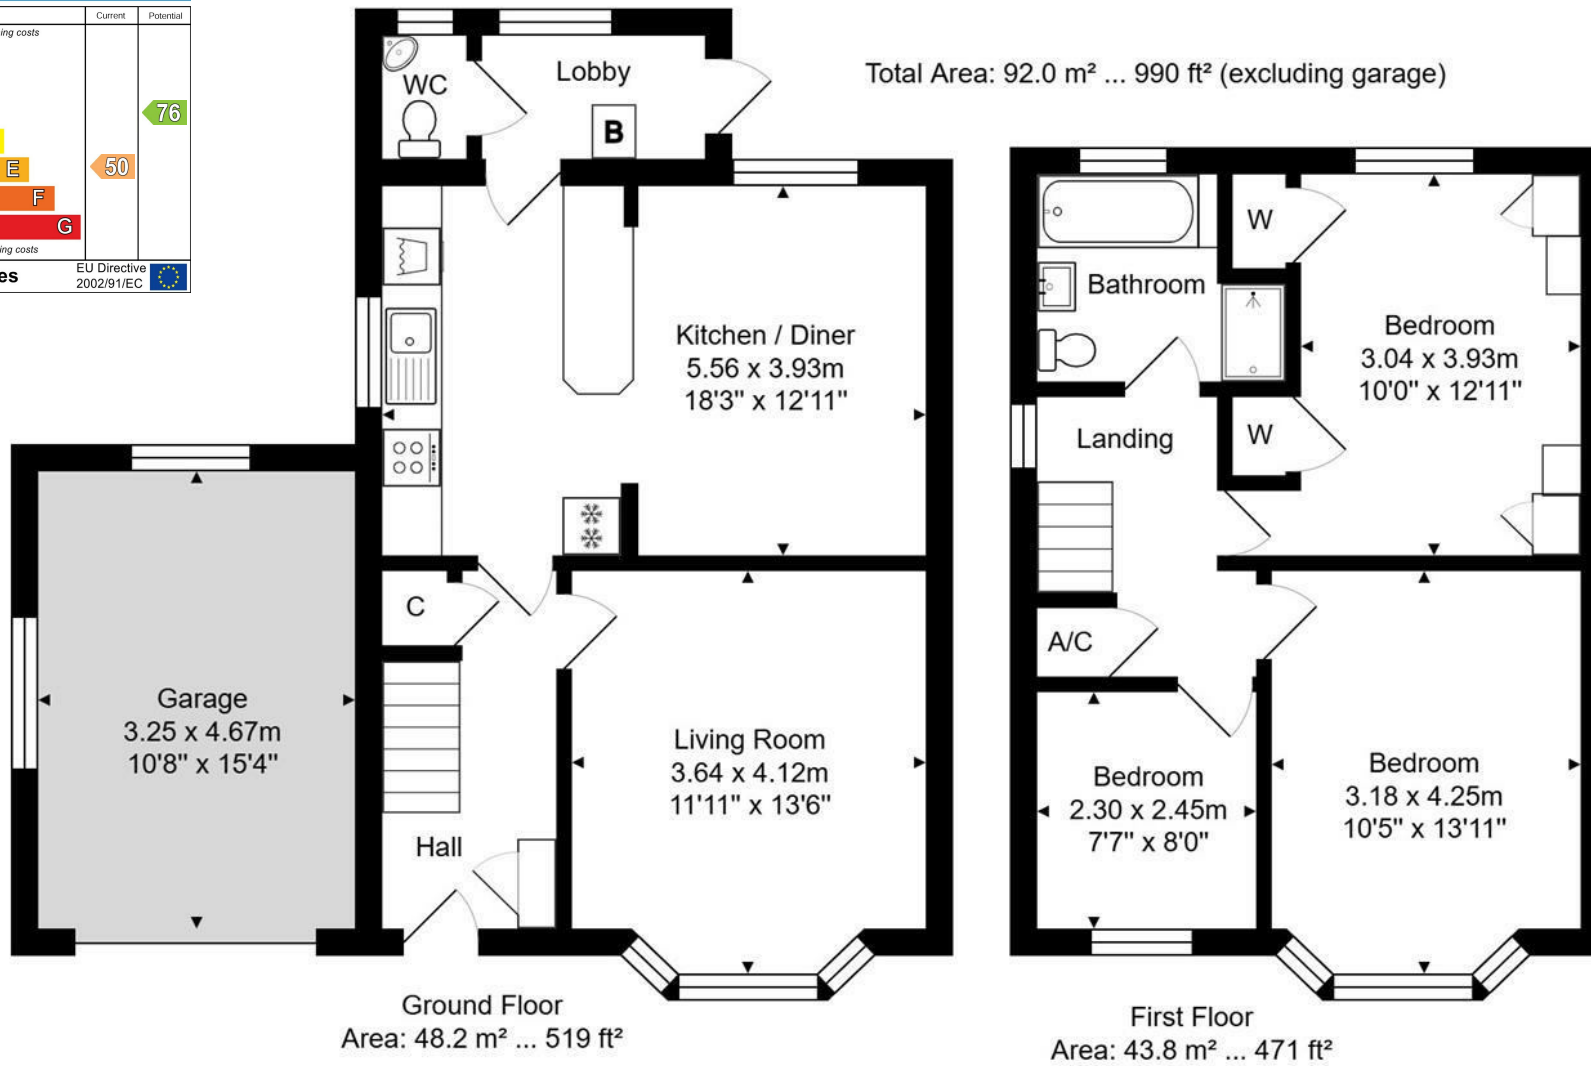 Current Potential
ing costs
76
E
50
F
G
ing costs
es
EU Directive
2002/91/EC
Total Area: 92.0 m² ... 990 ft² (excluding garage)
WC
Lobby
B
Kitchen / Diner
5.56 x 3.93m
18'3" x 12'11"
Garage
3.25 x 4.67m
10'8" x 15'4"
C
Living Room
3.64 x 4.12m
11'11" x 13'6"
Hall
Ground Floor
Area: 48.2 m² ... 519 ft²
W
Bathroom
Bedroom
3.04 x 3.93m
10'0" x 12'11"
Landing
W
A/C
Bedroom
2.30 x 2.45m
7'7" x 8'0"
Bedroom
3.18 x 4.25m
10'5" x 13'11"
First Floor
Area: 43.8 m² ... 471 ft²